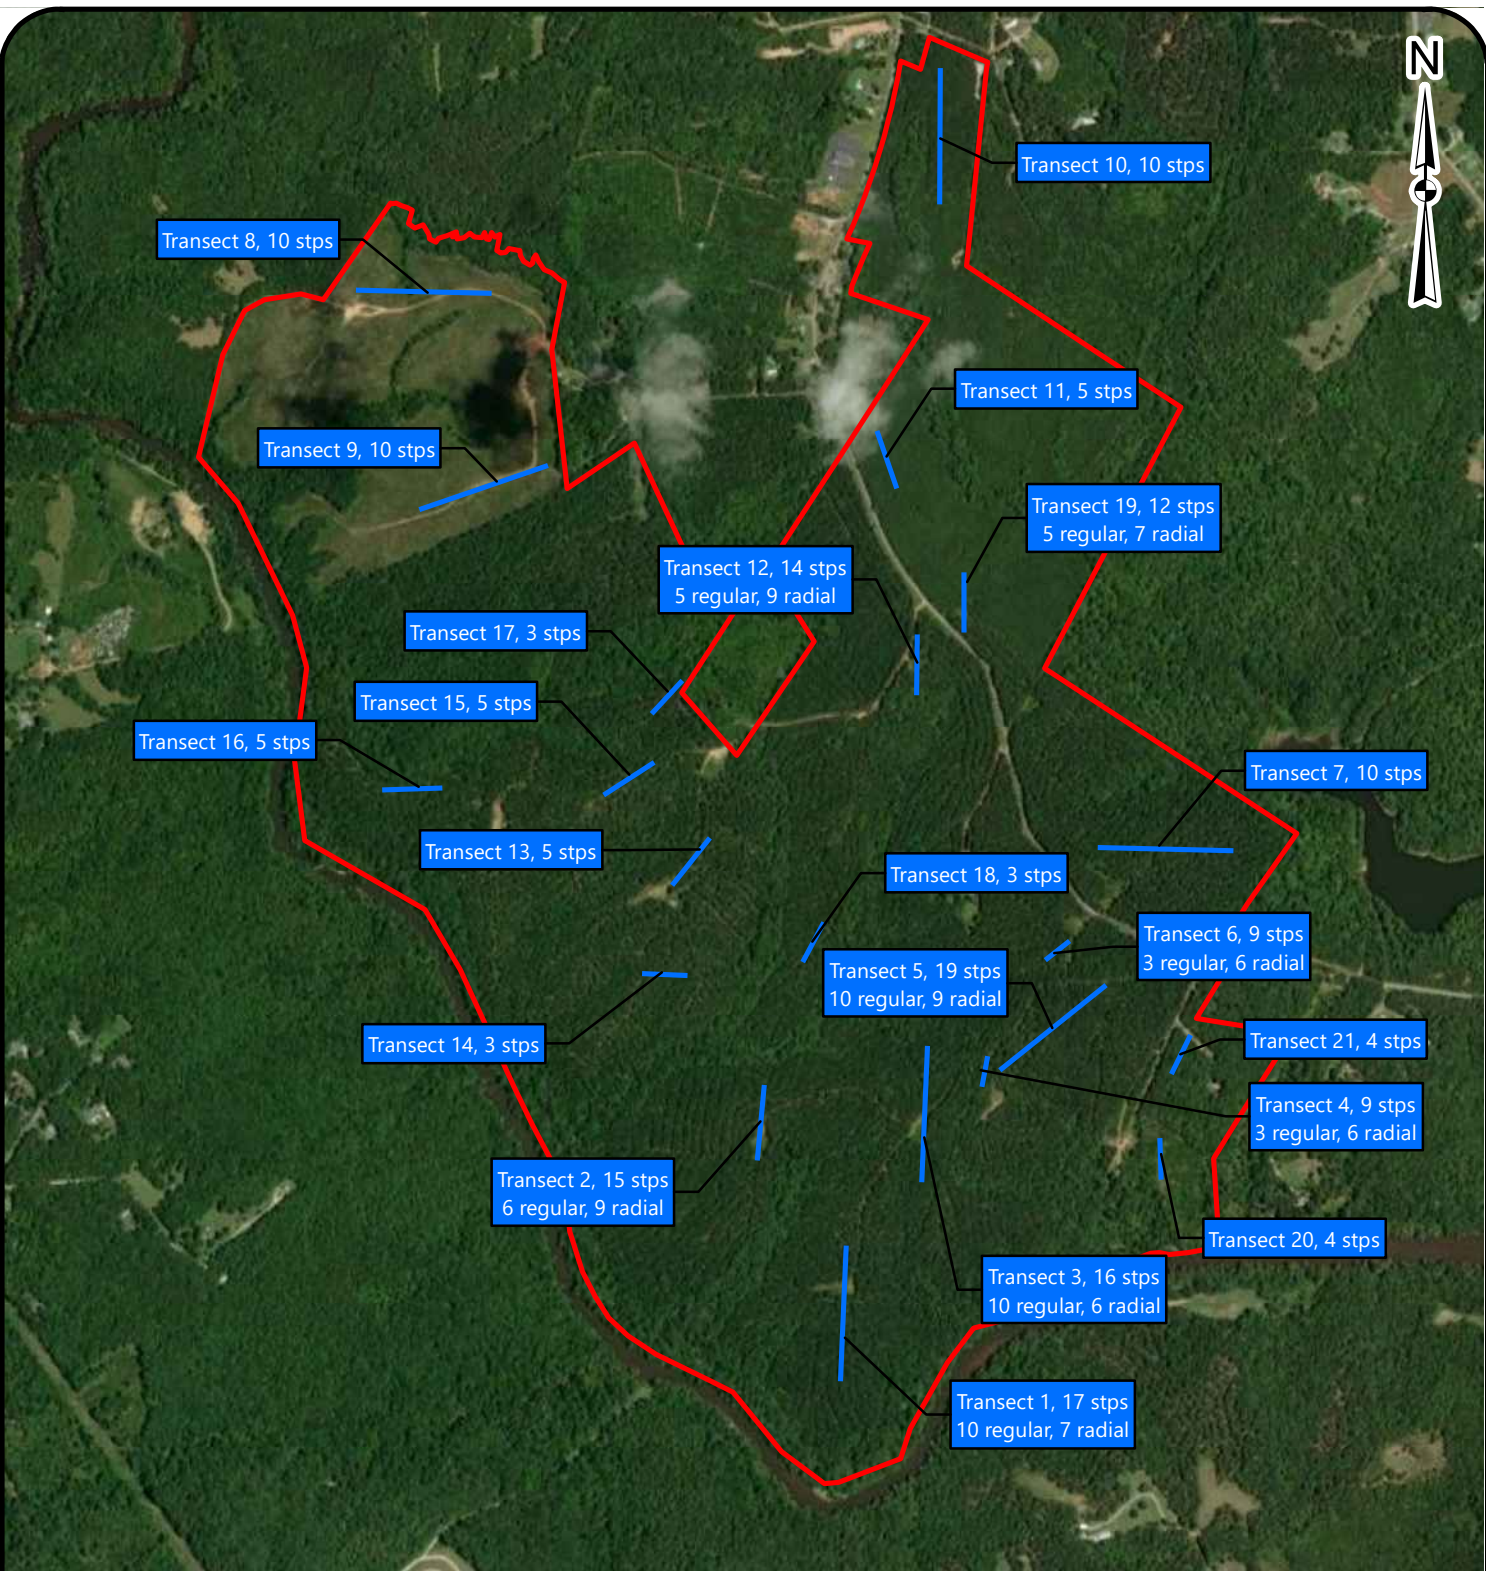 N
Transect 10, 10 stps
Transect 8, 10 stps
Transect 11, 5 stps
Transect 9, 10 stps
Transect 19, 12 stps
5 regular, 7 radial
Transect 12, 14 stps
5 regular, 9 radial
Transect 17, 3 stps
Transect 15, 5 stps
Transect 16, 5 stps
Transect 7, 10 stps
Transect 13, 5 stps
Transect 18, 3 stps
Transect 6, 9 stps
3 regular, 6 radial
Transect 5, 19 stps
10 regular, 9 radial
Transect 14, 3 stps
Transect 21, 4 stps
Transect 4, 9 stps
3 regular, 6 radial
Transect 2, 15 stps
6 regular, 9 radial
Transect 20, 4 stps
Transect 3, 16 stps
10 regular, 6 radial
Transect 1, 17 stps
10 regular, 7 radial